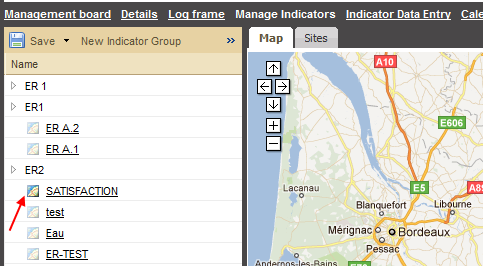 Management board Details Log frame Manage Indicators Indicator Data Entry Cale
Save New Indicator Group »
Map Sites
Name
ER 1
ER1
ER A.2
ER A.1
ER2
SATISFACTION
test
Eau
ER-TEST
A10
E606
E5
A89
Lacanau
Blanquefort Libourne
Mérignac Bordeaux
Pessac
Andernos-les-Bains